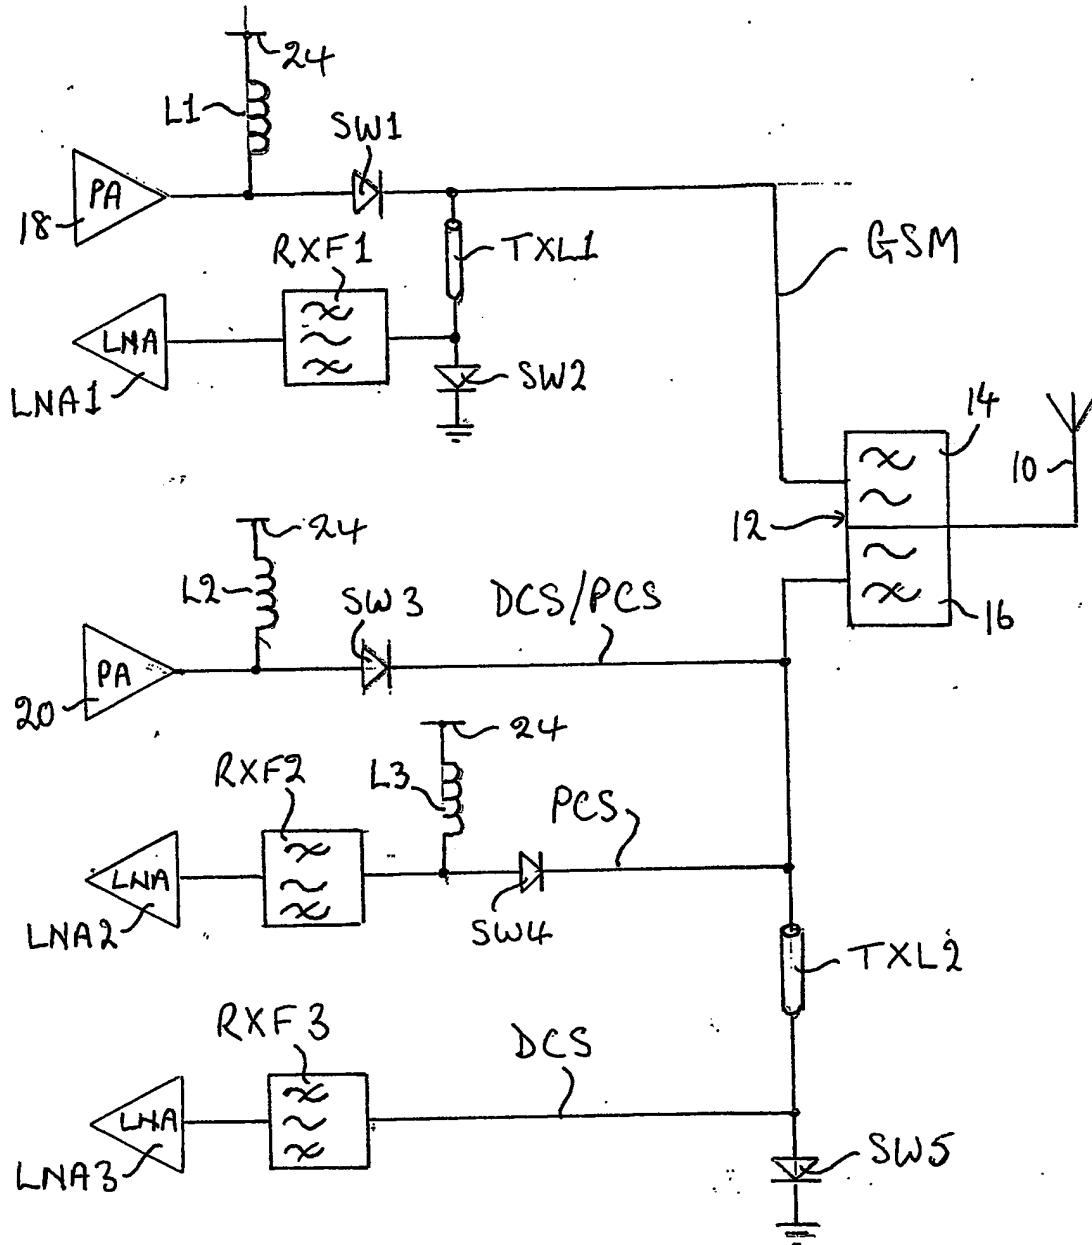 24
L1
SW1
PA
18
GSM
RXF1
TXL1
LNA
LNA1
SW2
14
10
12
24
L2
SW3
DCS/PCS
16
PA
20
24
RXF2
L3
PCS
LNA
LNA2
SW4
TXL2
RXF3
DCS
LNA
LNA3
SW5